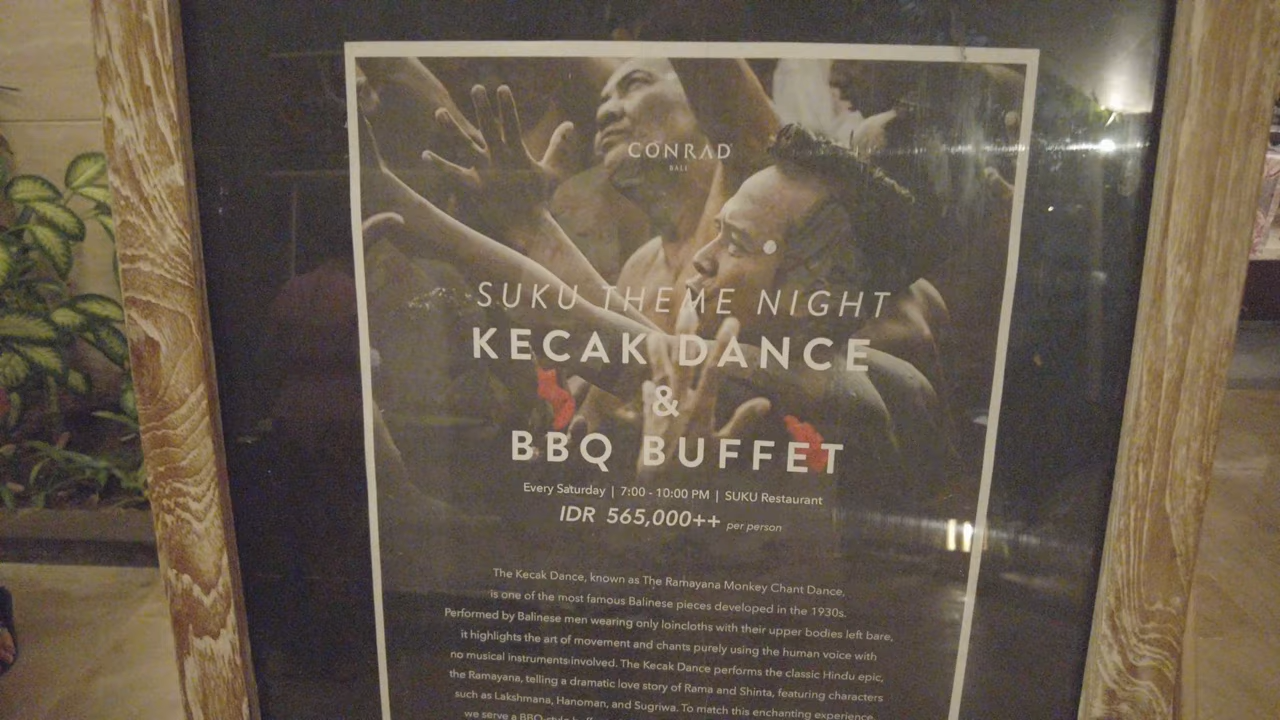 CONRAD
BALI
SUKU THEME NIGHT
KECAK DANCE
&
BBQ BUFFET
Every Saturday | 7:00 - 10:00 PM | SUKU Restaurant
IDR 565,000++ per person
The Kecak Dance, known as The Ramayana Monkey Chant Dance,
is one of the most famous Balinese pieces developed in the 1930s.
Performed by Balinese men wearing only loincloths with their upper bodies left bare,
it highlights the art of movement and chants purely using the human voice with
no musical instruments involved. The Kecak Dance performs the classic Hindu epic,
the Ramayana, telling a dramatic love story of Rama and Shinta, featuring characters
such as Lakshmana, Hanoman, and Sugriwa. To match this enchanting experience,
we serve a BBQ-style